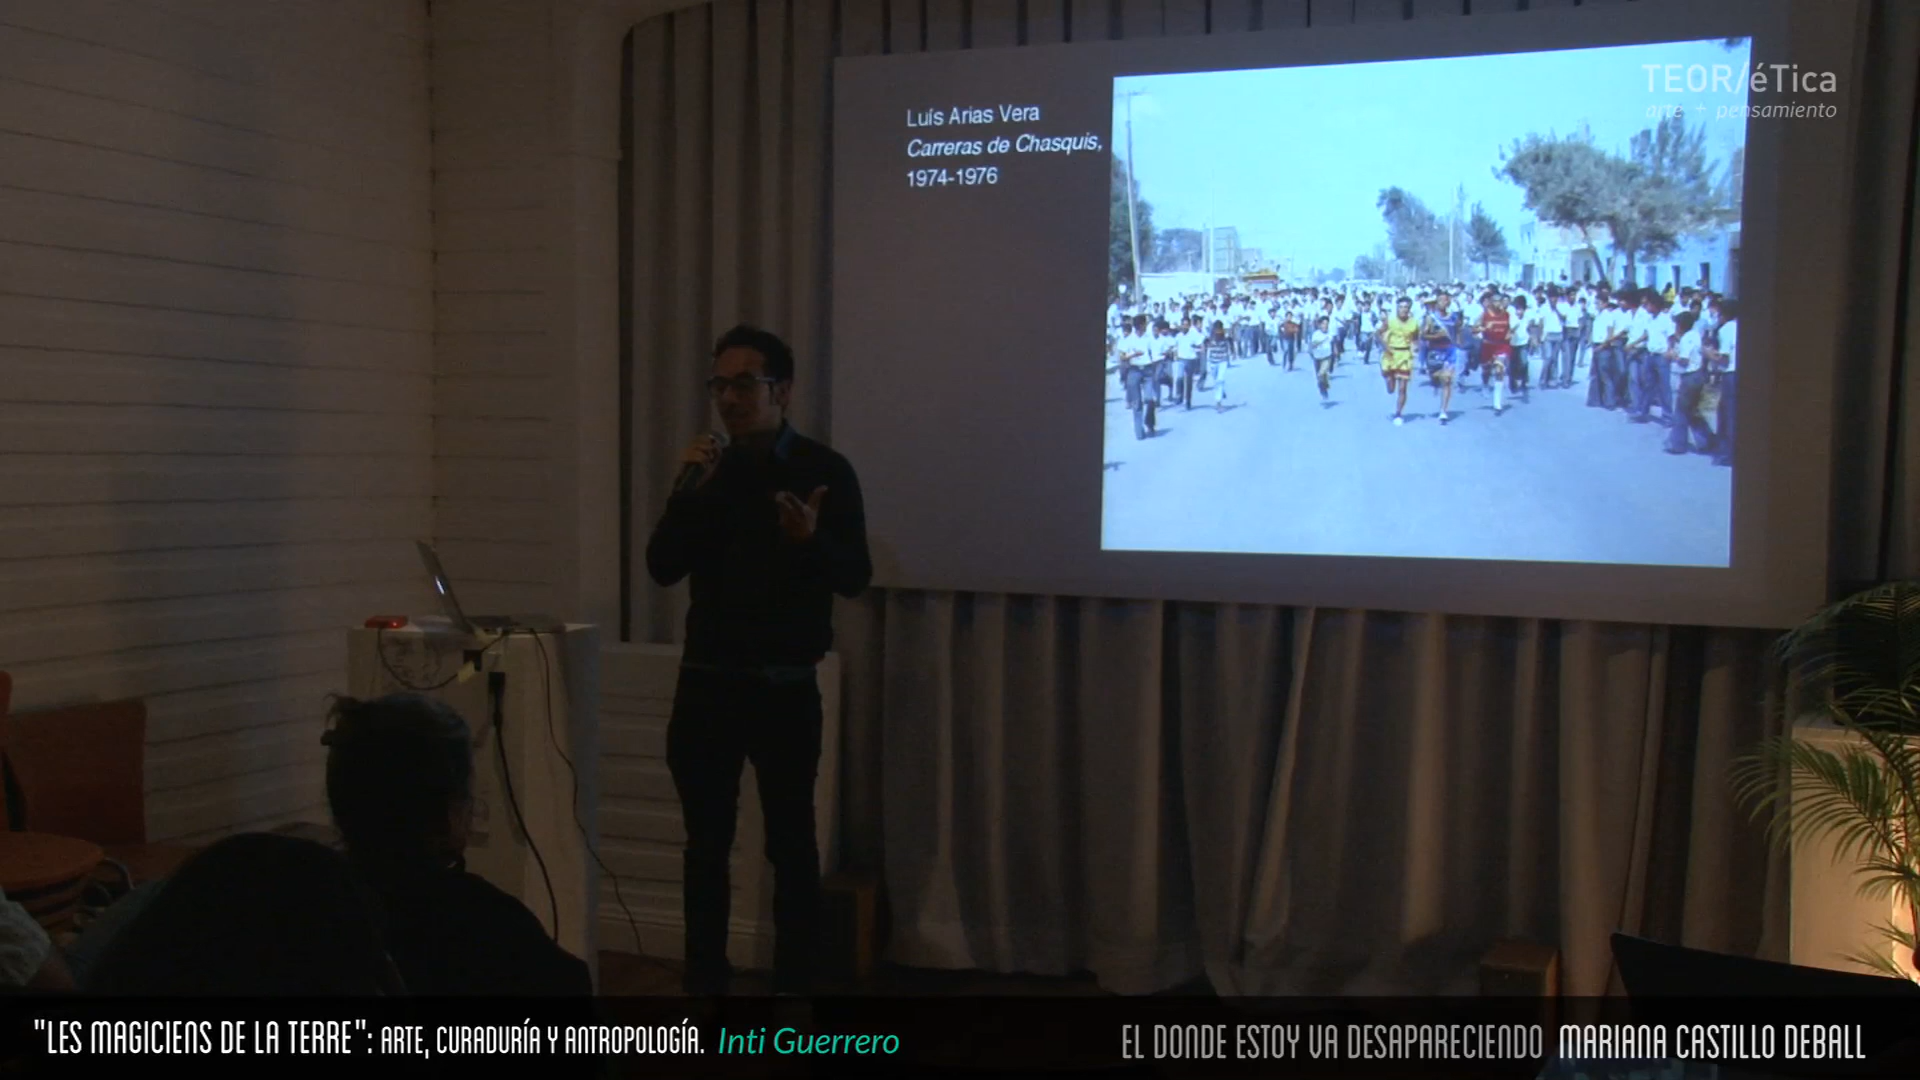 TEOR/éTica
arte + pensamiento
Luís Arias Vera
Carreras de Chasquis,
1974-1976
"LES MAGICIENS DE LA TERRE": ARTE, CURADURÍA Y ANTROPOLOGÍA. Inti Guerrero
EL DONDE ESTOY VA DESAPARECIENDO MARIANA CASTILLO DEBALL